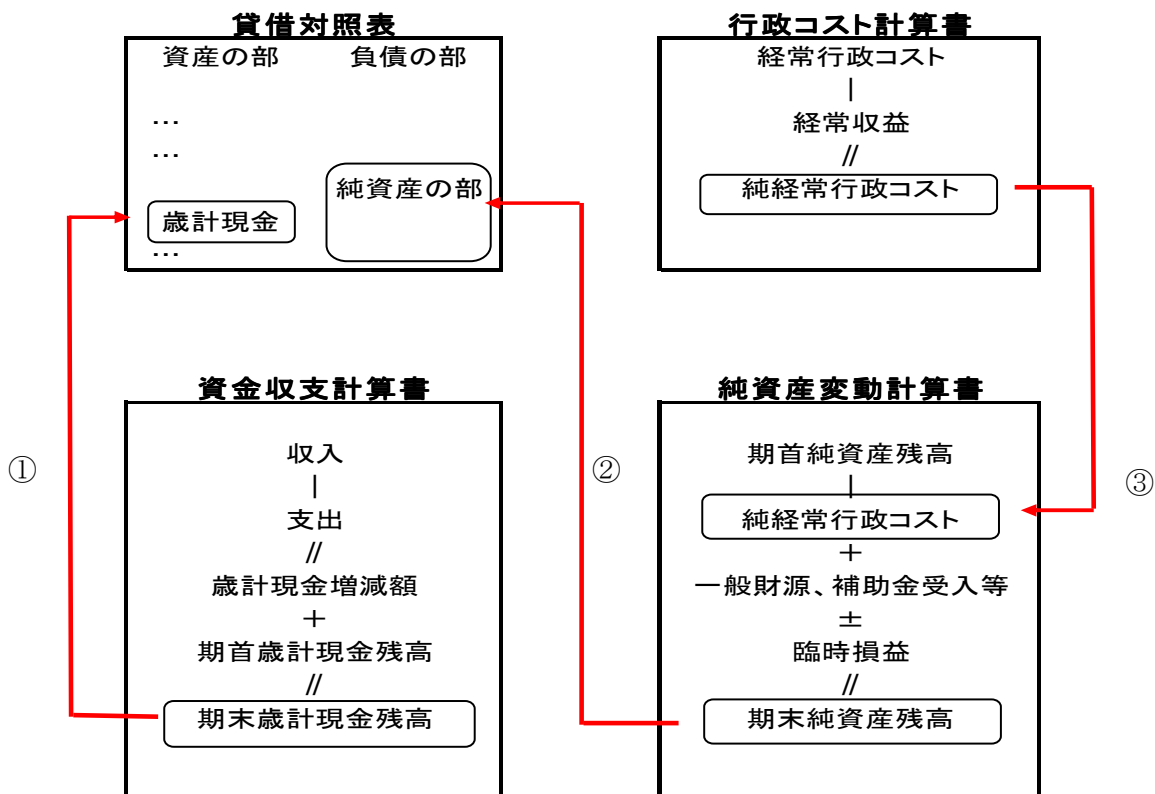 貸借対照表
資産の部 負債の部
…
…
純資産の部
歳計現金
…
行政コスト計算書
経常行政コスト
|
経常収益
//
純経常行政コスト
資金収支計算書
収入
|
支出
//
歳計現金増減額
＋
期首歳計現金残高
//
期末歳計現金残高
純資産変動計算書
期首純資産残高
|
純経常行政コスト
＋
一般財源、補助金受入等
±
臨時損益
//
期末純資産残高
①
②
③